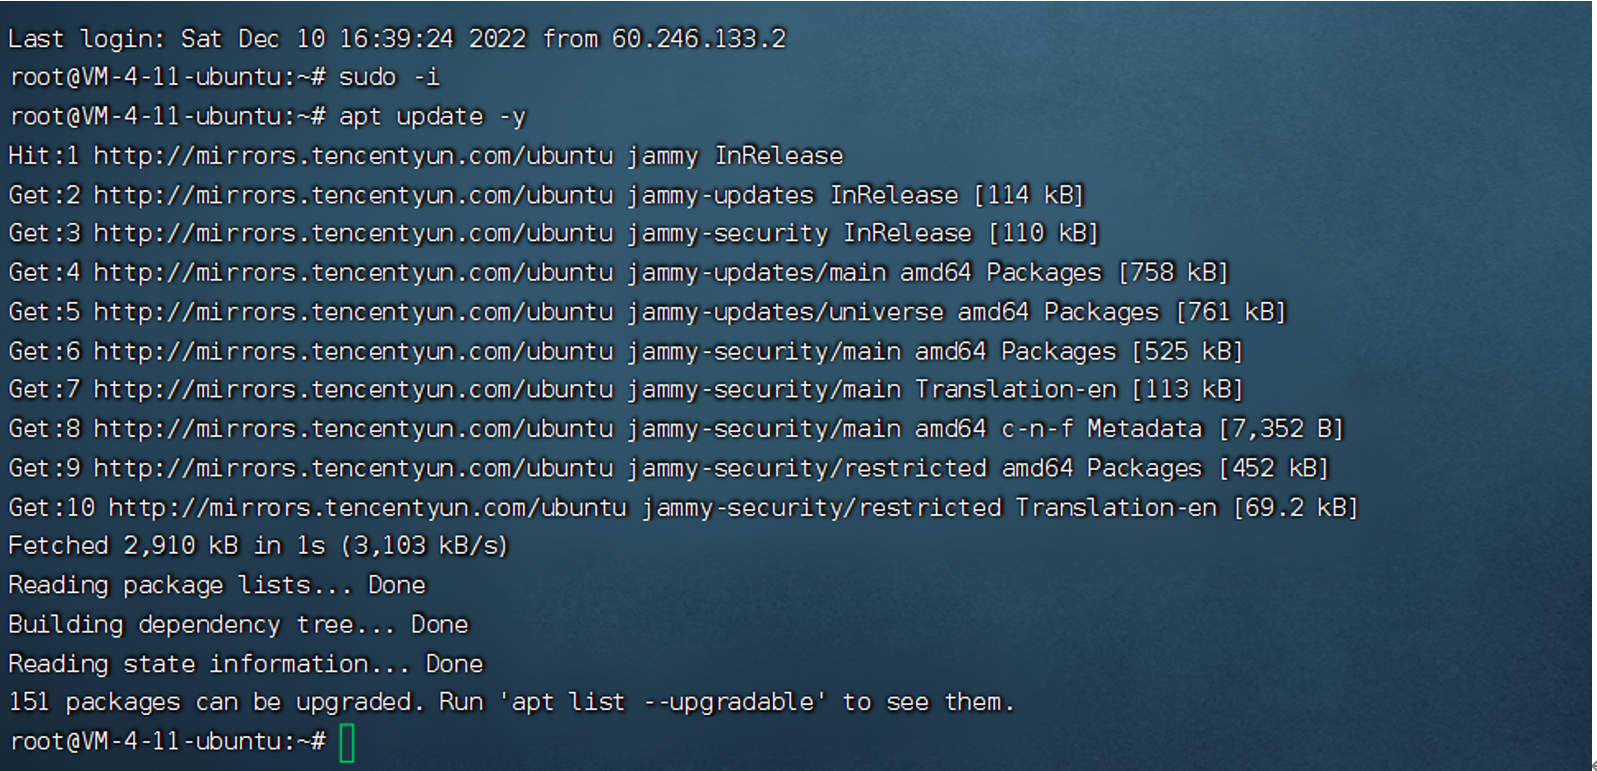 Last login: Sat Dec 10 16:39:24 2022 from 60.246.133.2
root@VM-4-11-ubuntu:~# sudo -i
root@VM-4-11-ubuntu:~# apt update -y
Hit:1 http://mirrors.tencentyun.com/ubuntu jammy InRelease
Get:2 http://mirrors.tencentyun.com/ubuntu jammy-updates InRelease [114 kB]
Get:3 http://mirrors.tencentyun.com/ubuntu jammy-security InRelease [110 kB]
Get:4 http://mirrors.tencentyun.com/ubuntu jammy-updates/main amd64 Packages [758 kB]
Get:5 http://mirrors.tencentyun.com/ubuntu jammy-updates/universe amd64 Packages [761 kB]
Get:6 http://mirrors.tencentyun.com/ubuntu jammy-security/main amd64 Packages [525 kB]
Get:7 http://mirrors.tencentyun.com/ubuntu jammy-security/main Translation-en [113 kB]
Get:8 http://mirrors.tencentyun.com/ubuntu jammy-security/main amd64 c-n-f Metadata [7,352 B]
Get:9 http://mirrors.tencentyun.com/ubuntu jammy-security/restricted amd64 Packages [452 kB]
Get:10 http://mirrors.tencentyun.com/ubuntu jammy-security/restricted Translation-en [69.2 kB]
Fetched 2,910 kB in 1s (3,103 kB/s)
Reading package lists... Done
Building dependency tree... Done
Reading state information... Done
151 packages can be upgraded. Run 'apt list --upgradable' to see them.
root@VM-4-11-ubuntu:~#